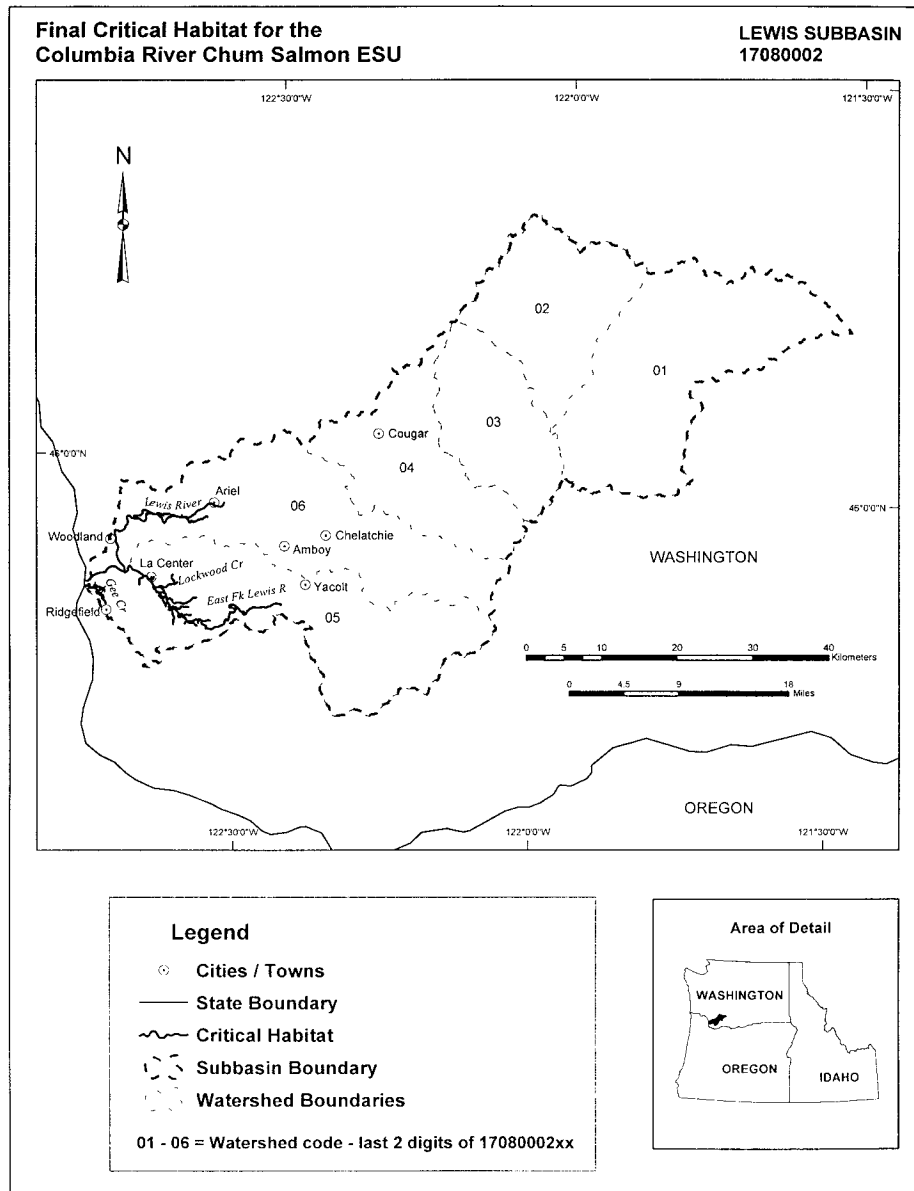 Final Critical Habitat for the
Columbia River Chum Salmon ESU
LEWIS SUBBASIN
17080002
122°30'0"W
122°0'0"W
121°30'0"W
N
02
01
03
Cougar
04
46°0'0"N
46°0'0"N
Ariel
Lewis River
06
Woodland
Chelatchie
Amboy
WASHINGTON
La Center
Lockwood Cr
Yacolt
Gee Cr
East Fk Lewis R
Ridgefield
05
0 5 10 20 30 40
Kilometers
0 4.5 9 18
Miles
OREGON
122°30'0"W
122°0'0"W
121°30'0"W
Legend
Cities / Towns
State Boundary
Critical Habitat
Subbasin Boundary
Watershed Boundaries
01 - 06 = Watershed code - last 2 digits of 17080002xx
Area of Detail
WASHINGTON
OREGON
IDAHO